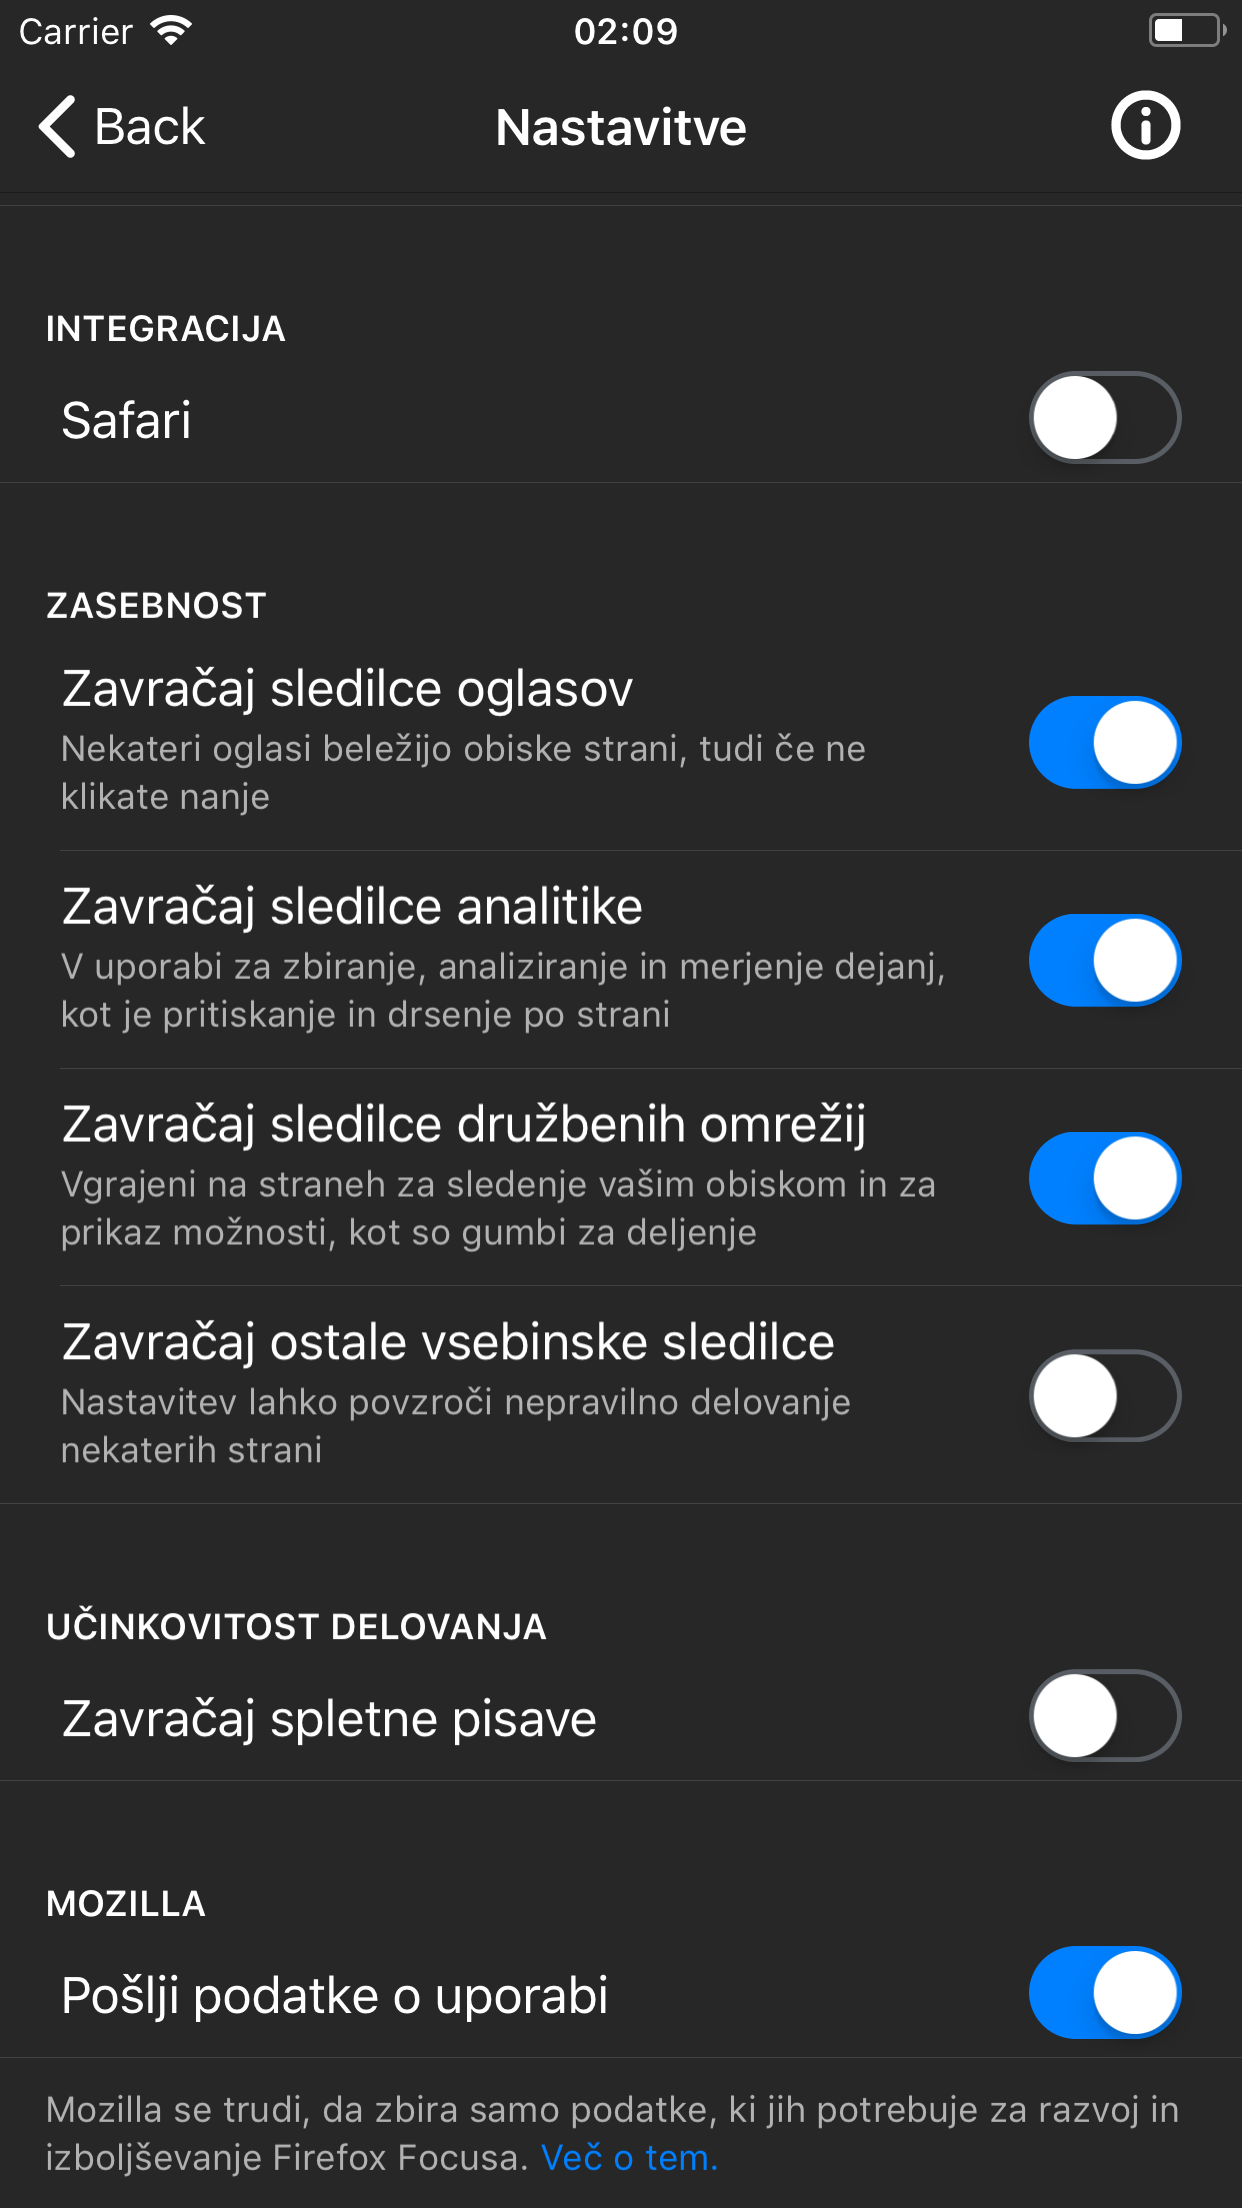 Carrier 02:09
Back Nastavitve
INTEGRACIJA
Safari
ZASEBNOST
Zavračaj sledilce oglasov
Nekateri oglasi beležijo obiske strani, tudi če ne
klikate nanje
Zavračaj sledilce analitike
V uporabi za zbiranje, analiziranje in merjenje dejanj,
kot je pritiskanje in drsenje po strani
Zavračaj sledilce družbenih omrežij
Vgrajeni na straneh za sledenje vašim obiskom in za
prikaz možnosti, kot so gumbi za deljenje
Zavračaj ostale vsebinske sledilce
Nastavitev lahko povzroči nepravilno delovanje
nekaterih strani
UČINKOVITOST DELOVANJA
Zavračaj spletne pisave
MOZILLA
Pošlji podatke o uporabi
Mozilla se trudi, da zbira samo podatke, ki jih potrebuje za razvoj in
izboljševanje Firefox Focusa. Več o tem.